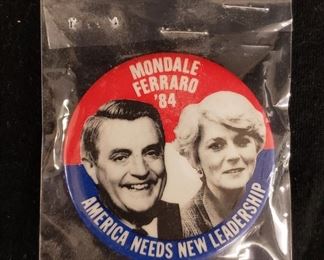 MONDALE
FERRARO
'84
AMERICA NEEDS NEW LEADERSHIP